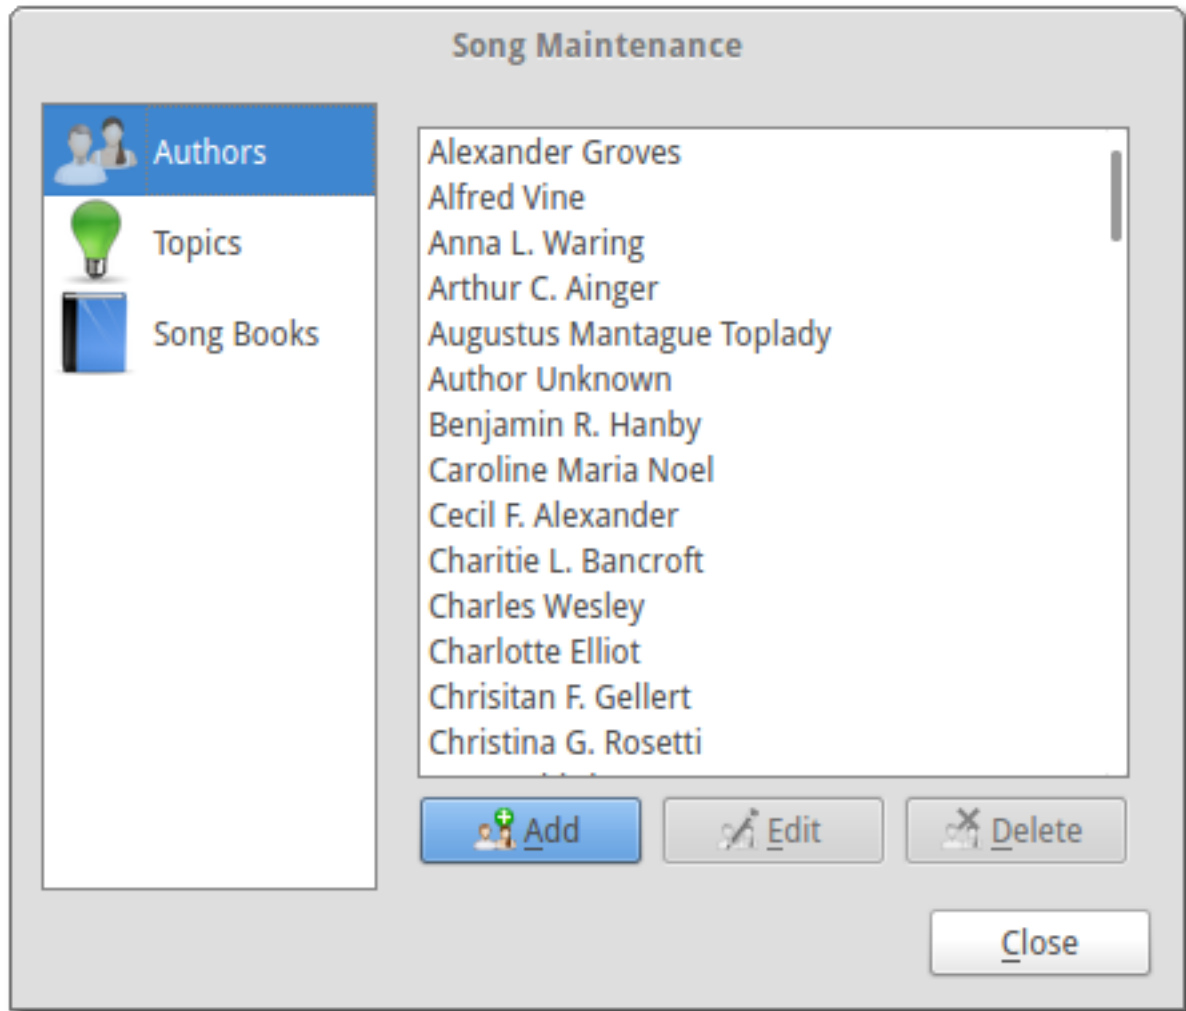 Song Maintenance
Authors
Topics
Song Books
Alexander Groves
Alfred Vine
Anna L. Waring
Arthur C. Ainger
Augustus Mantague Toplady
Author Unknown
Benjamin R. Hanby
Caroline Maria Noel
Cecil F. Alexander
Charitie L. Bancroft
Charles Wesley
Charlotte Elliot
Chrisitan F. Gellert
Christina G. Rosetti
Add
Edit
Delete
Close